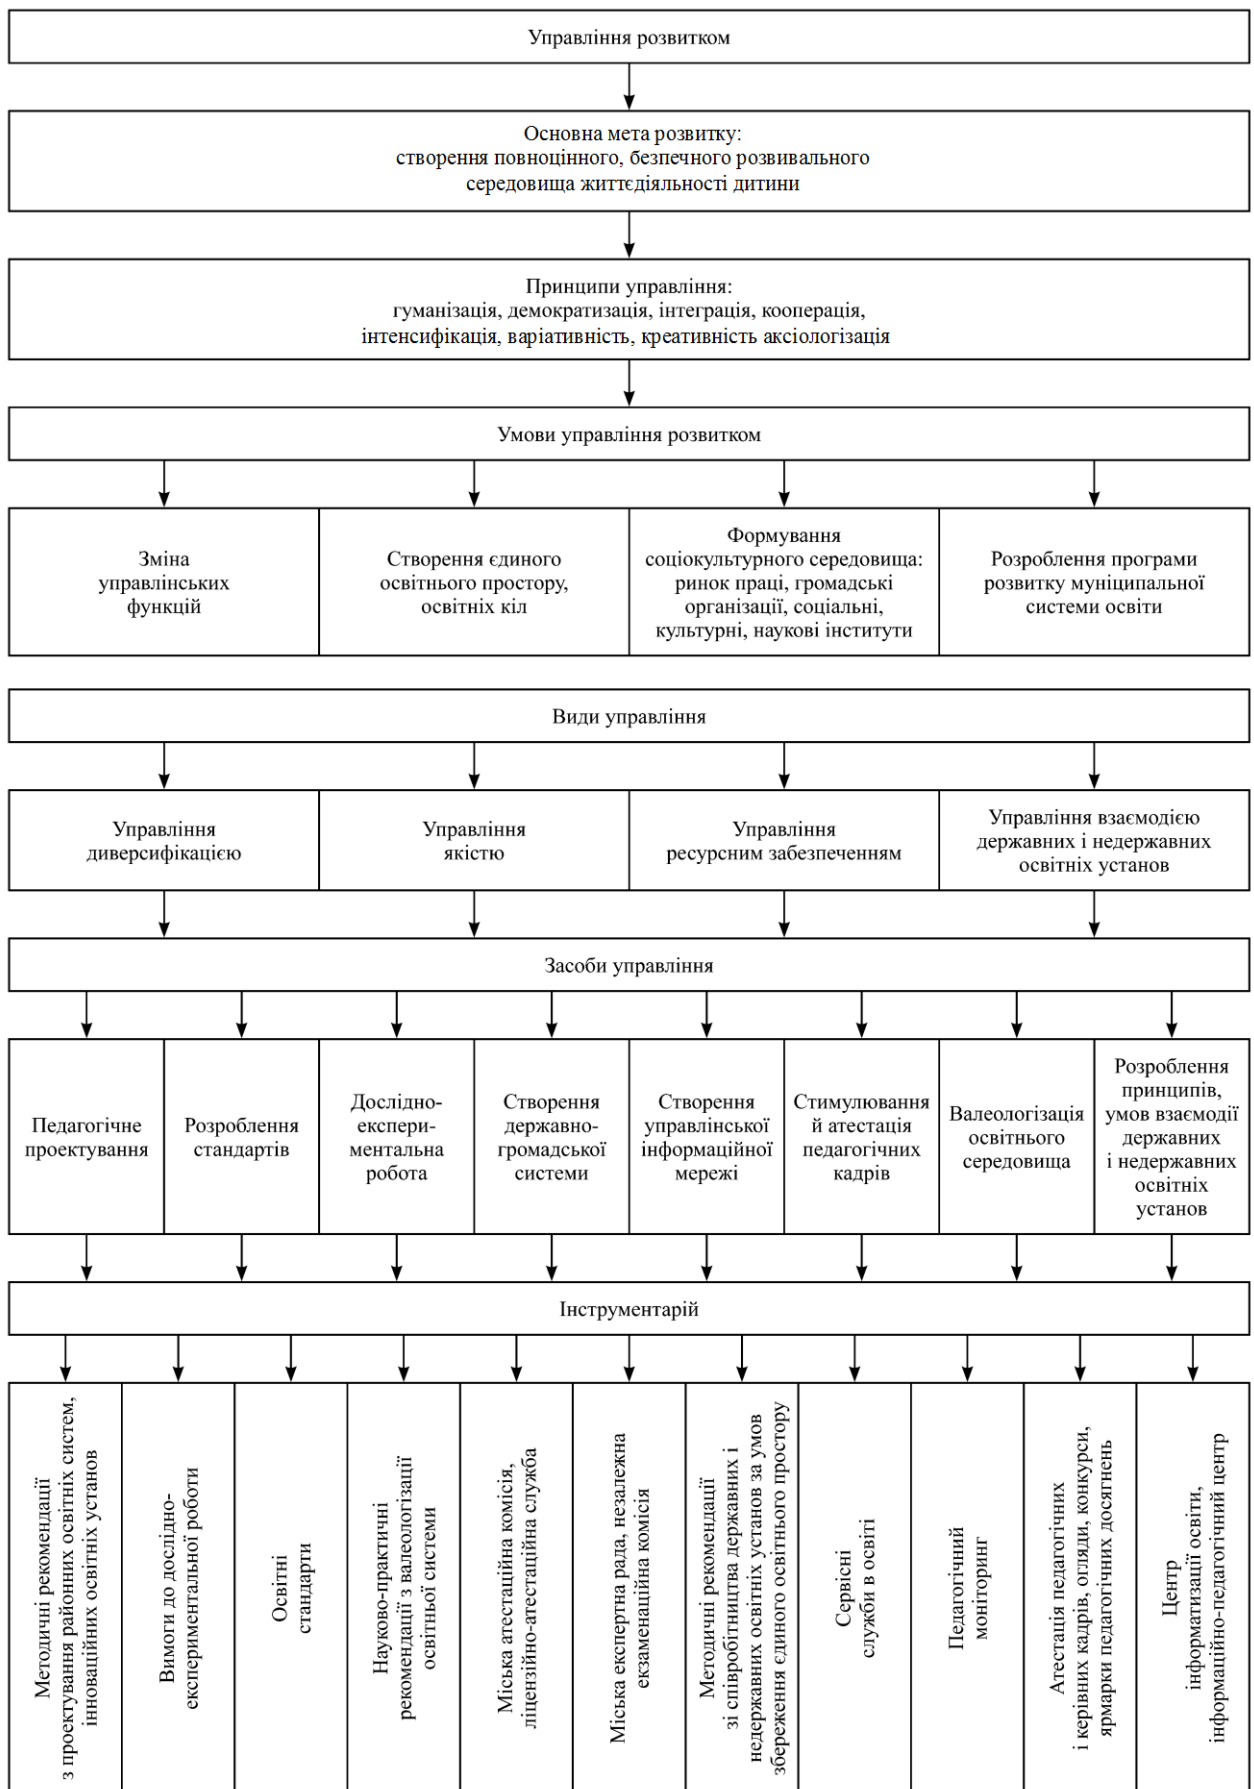 Управління розвитком
Основна мета розвитку:
створення повноцінного, безпечного розвивального
середовища життєдіяльності дитини
Принципи управління:
гуманізація, демократизація, інтеграція, кооперація,
інтенсифікація, варіативність, креативність аксіологізація
Умови управління розвитком
Зміна
управлінських
функцій
Створення єдиного
освітнього простору,
освітніх кіл
Формування
соціокультурного середовища:
ринок праці, громадські
організації, соціальні,
культурні, наукові інститути
Розроблення програми
розвитку муніципальної
системи освіти
Види управління
Управління
диверсифікацією
Управління
якістю
Управління
ресурсним забезпеченням
Управління взаємодією
державних і недержавних
освітніх установ
Засоби управління
Педагогічне
проектування
Розроблення
стандартів
Дослідно-
експери-
ментальна
робота
Створення
державно-
громадської
системи
Створення
управлінської
інформаційної
мережі
Стимулювання
й атестація
педагогічних
кадрів
Валеологізація
освітнього
середовища
Розроблення
принципів,
умов взаємодії
державних
і недержавних
освітніх
установ
Інструментарій
Методичні рекомендації
з проектування районних освітніх систем,
інноваційних освітніх установ
Вимоги до дослідно-
експериментальної роботи
Освітні
стандарти
Науково-практичні
рекомендації з валеологізації
освітньої системи
Міська атестаційна комісія,
ліцензійно-атестаційна служба
Міська експертна рада, незалежна
екзаменаційна комісія
Методичні рекомендації
зі співробітництва державних і
недержавних освітніх установ за умов
збереження єдиного освітнього простору
Сервісні
служби в освіті
Педагогічний
моніторинг
Атестація педагогічних
і керівних кадрів, огляди, конкурси,
ярмарки педагогічних досягнень
Центр
інформатизації освіти,
інформаційно-педагогічний центр